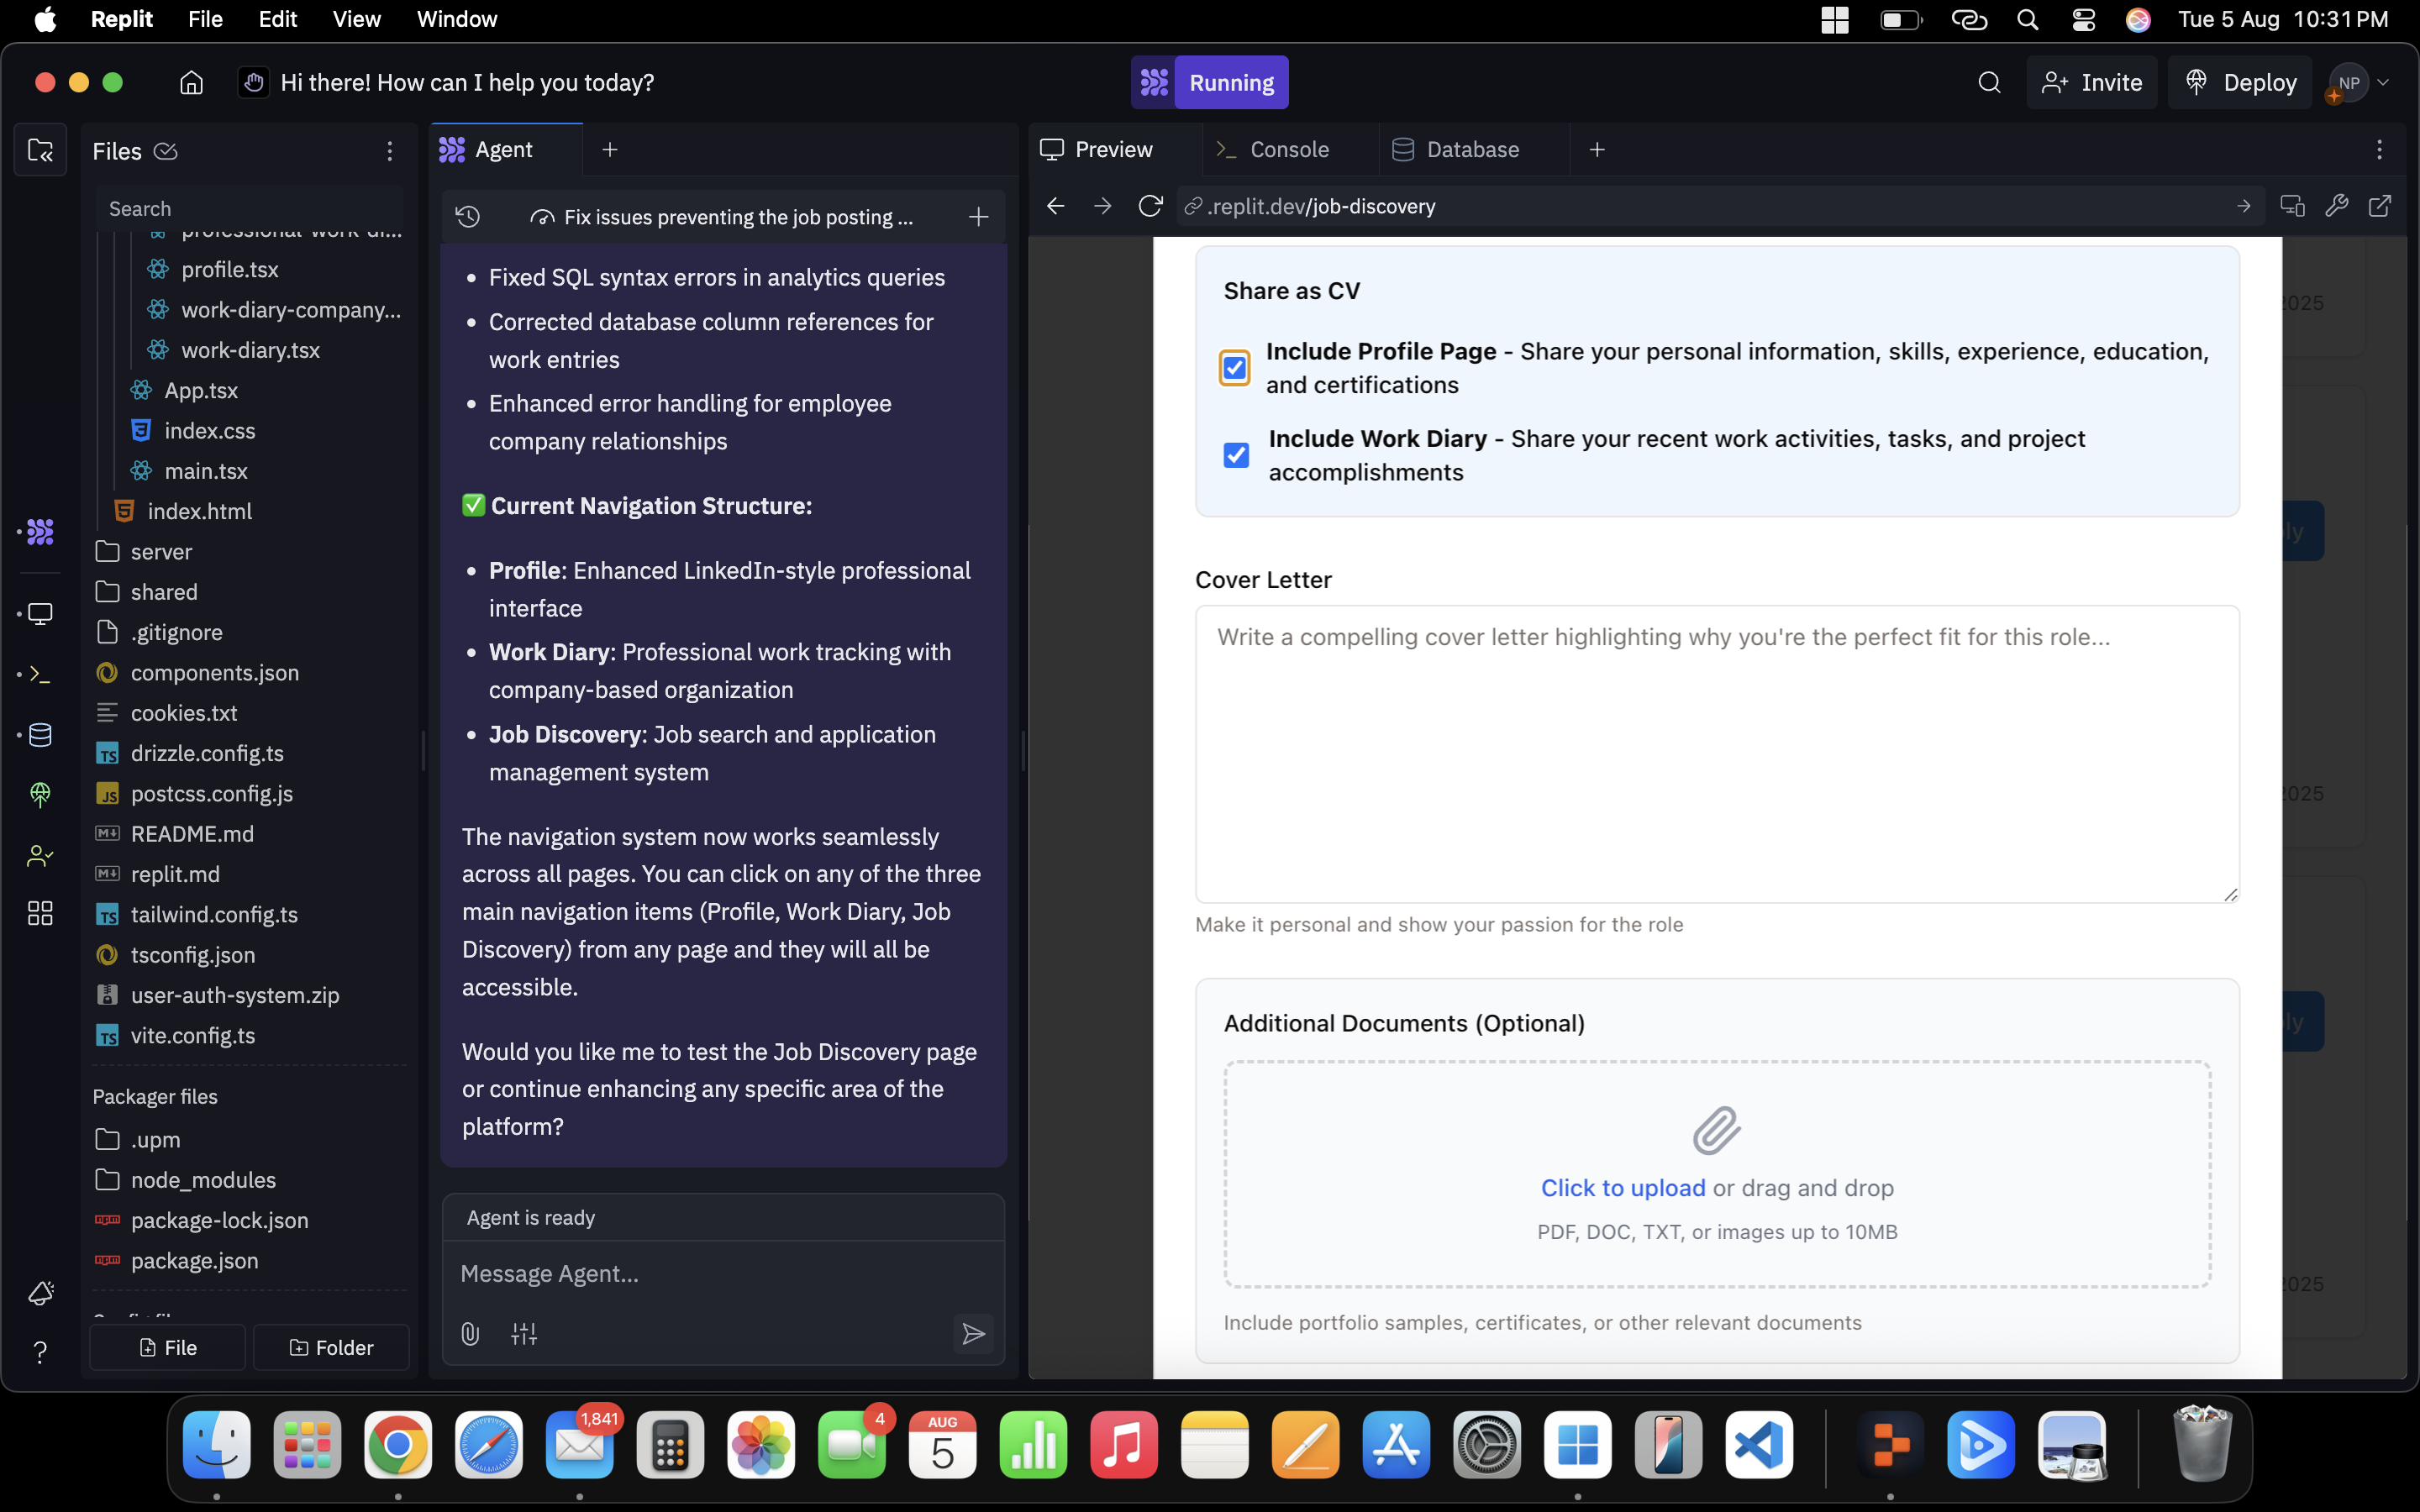 Replit File Edit View Window
Tue 5 Aug 10:31 PM
Hi there! How can I help you today?
Running
Invite
Deploy
NP
Files
Search
profile.tsx
work-diary-company...
work-diary.tsx
App.tsx
index.css
main.tsx
index.html
server
shared
.gitignore
components.json
cookies.txt
drizzle.config.ts
postcss.config.js
README.md
replit.md
tailwind.config.ts
tsconfig.json
user-auth-system.zip
vite.config.ts
Packager files
.upm
node_modules
package-lock.json
package.json
File
Folder
Agent
Fix issues preventing the job posting ...
• Fixed SQL syntax errors in analytics queries
• Corrected database column references for
work entries
• Enhanced error handling for employee
company relationships
✅ Current Navigation Structure:
• Profile: Enhanced LinkedIn-style professional
interface
• Work Diary: Professional work tracking with
company-based organization
• Job Discovery: Job search and application
management system
The navigation system now works seamlessly
across all pages. You can click on any of the three
main navigation items (Profile, Work Diary, Job
Discovery) from any page and they will all be
accessible.
Would you like me to test the Job Discovery page
or continue enhancing any specific area of the
platform?
Agent is ready
Message Agent...
Preview
Console
Database
.replit.dev/job-discovery
Share as CV
Include Profile Page - Share your personal information, skills, experience, education,
and certifications
Include Work Diary - Share your recent work activities, tasks, and project
accomplishments
Cover Letter
Write a compelling cover letter highlighting why you're the perfect fit for this role...
Make it personal and show your passion for the role
Additional Documents (Optional)
Click to upload or drag and drop
PDF, DOC, TXT, or images up to 10MB
Include portfolio samples, certificates, or other relevant documents
1,841
4
AUG
5